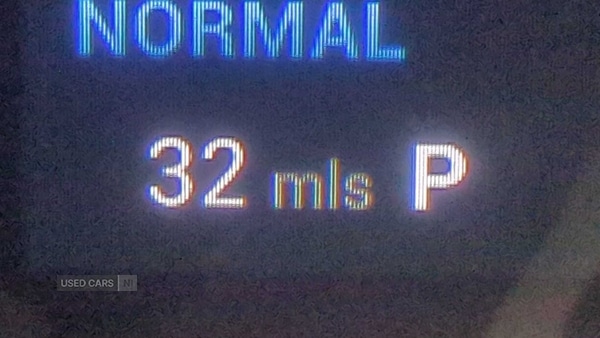 NORMAL
32 mls P
USED CARS NI